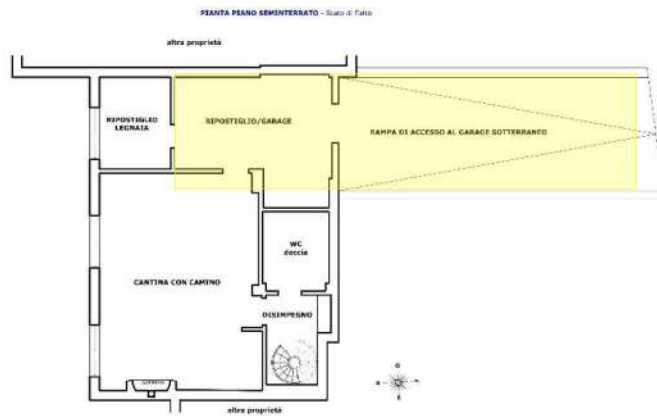 PIANTA PIANO SEMINTERRATO - Stato di Fatto
altra proprietà
RIPOSTIGLIO
LEGNAIA
RIPOSTIGLIO/GARAGE
RAMPA DI ACCESSO AL GARAGE SOTTERRANEO
WC
doccia
CANTINA CON CAMINO
DISIMPEGNO
O
E
altra proprietà